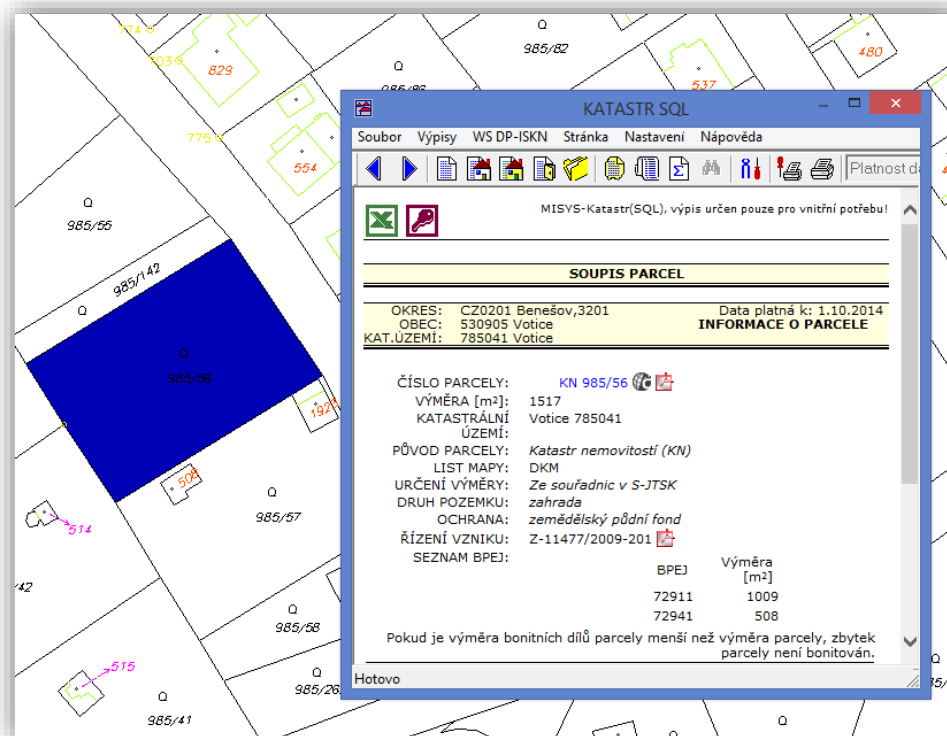 774
985/82
480
703
829
985/86
537
KATASTR SQL
Soubor Výpisy WS DP-ISKN Stránka Nastavení Nápověda
775
554
Platnost
MISYS-Katastr(SQL), výpis určen pouze pro vnitřní potřebu!
985/55
SOUPIS PARCEL
985/142
OKRES: CZ0201 Benešov,3201 Data platná k: 1.10.2014
OBEC: 530905 Votice INFORMACE O PARCELE
KAT.ÚZEMÍ: 785041 Votice
985/56
ČÍSLO PARCELY: KN 985/56
VÝMĚRA [m²]: 1517
KATASTRÁLNÍ ÚZEMÍ: Votice 785041
PŮVOD PARCELY: Katastr nemovitostí (KN)
LIST MAPY: DKM
URČENÍ VÝMĚRY: Ze souřadnic v S-JTSK
DRUH POZEMKU: zahrada
OCHRANA: zemědělský půdní fond
ŘÍZENÍ VZNIKU: Z-11477/2009-201
SEZNAM BPEJ:
BPEJ Výměra [m²]
72911 1009
72941 508
Pokud je výměra bonitních dílů parcely menší než výměra parcely, zbytek
parcely není bonitován.
Hotovo
508
985/57
514
985/58
515
985/26
985/41